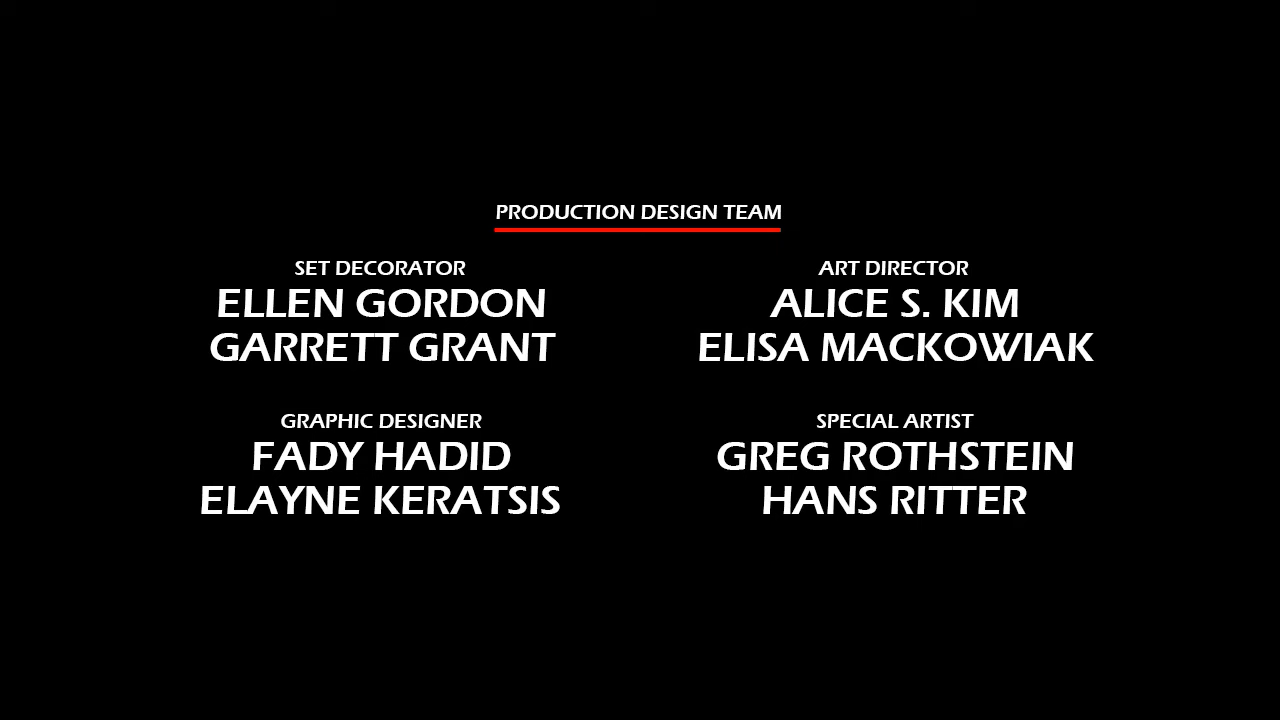 PRODUCTION DESIGN TEAM
SET DECORATOR
ELLEN GORDON
GARRETT GRANT
ART DIRECTOR
ALICE S. KIM
ELISA MACKOWIAK
GRAPHIC DESIGNER
FADY HADID
ELAYNE KERATSIS
SPECIAL ARTIST
GREG ROTHSTEIN
HANS RITTER